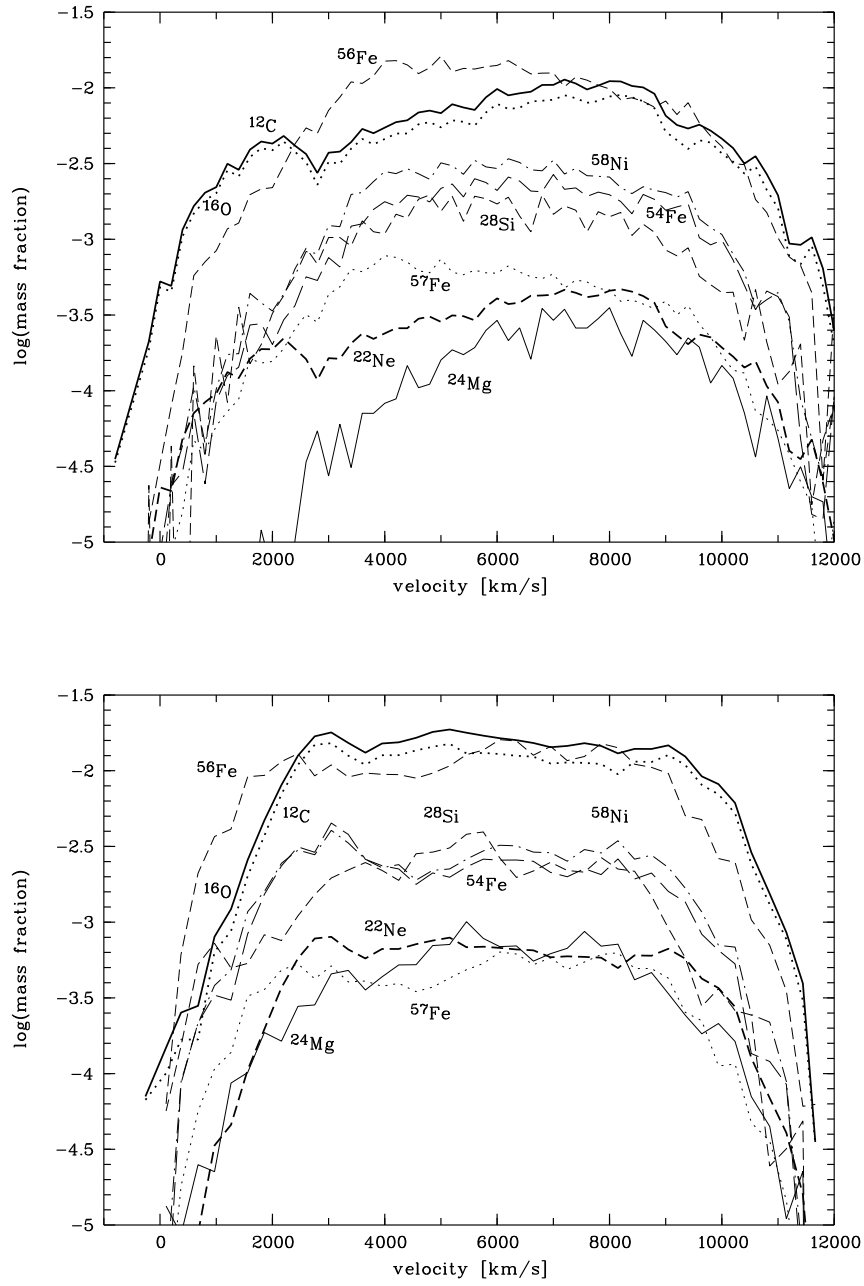 −1.5
−2
−2.5
−3
−3.5
−4
−4.5
−5
log(mass fraction)
⁵⁶Fe
¹²C
¹⁶O
⁵⁸Ni
⁵⁴Fe
²⁸Si
⁵⁷Fe
²²Ne
²⁴Mg
0 2000 4000 6000 8000 10000 12000
velocity [km/s]
−1.5
−2
−2.5
−3
−3.5
−4
−4.5
−5
log(mass fraction)
⁵⁶Fe
¹²C ²⁸Si ⁵⁸Ni
¹⁶O ⁵⁴Fe
²²Ne
⁵⁷Fe
²⁴Mg
0 2000 4000 6000 8000 10000 12000
velocity [km/s]